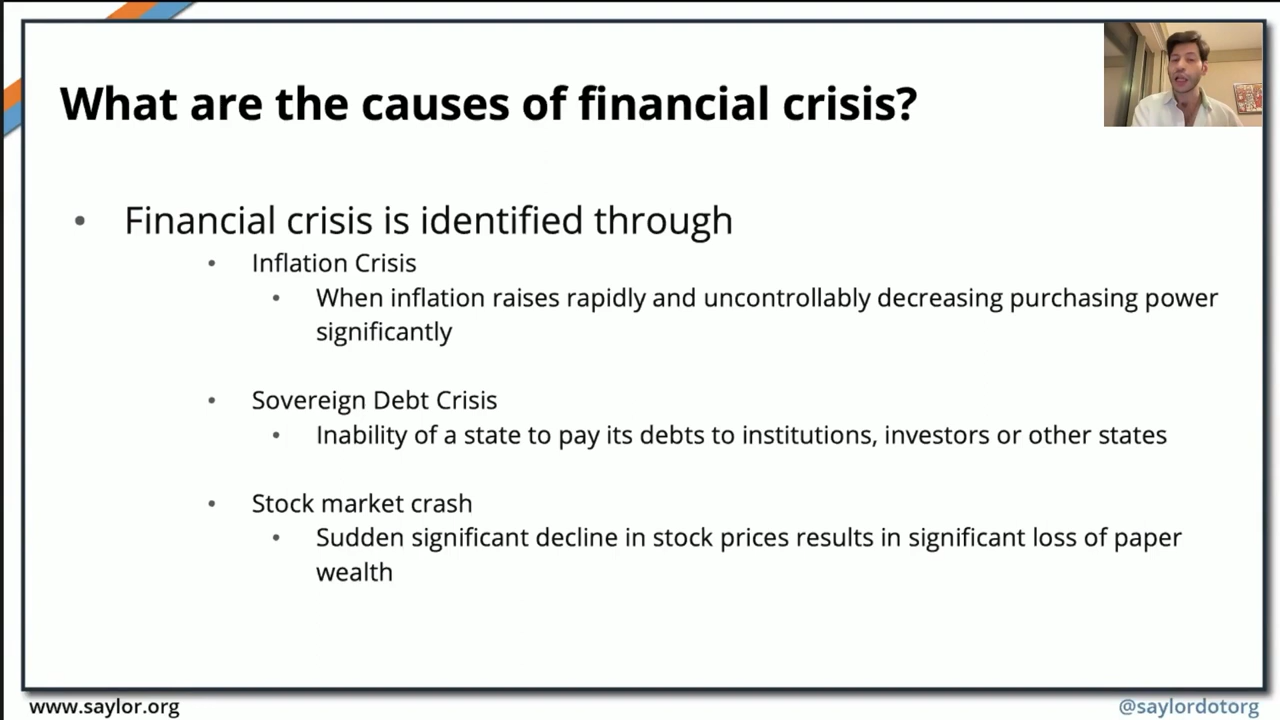 What are the causes of financial crisis?
• Financial crisis is identified through
• Inflation Crisis
• When inflation raises rapidly and uncontrollably decreasing purchasing power
significantly
• Sovereign Debt Crisis
• Inability of a state to pay its debts to institutions, investors or other states
• Stock market crash
• Sudden significant decline in stock prices results in significant loss of paper
wealth
www.saylor.org
@saylordotorg